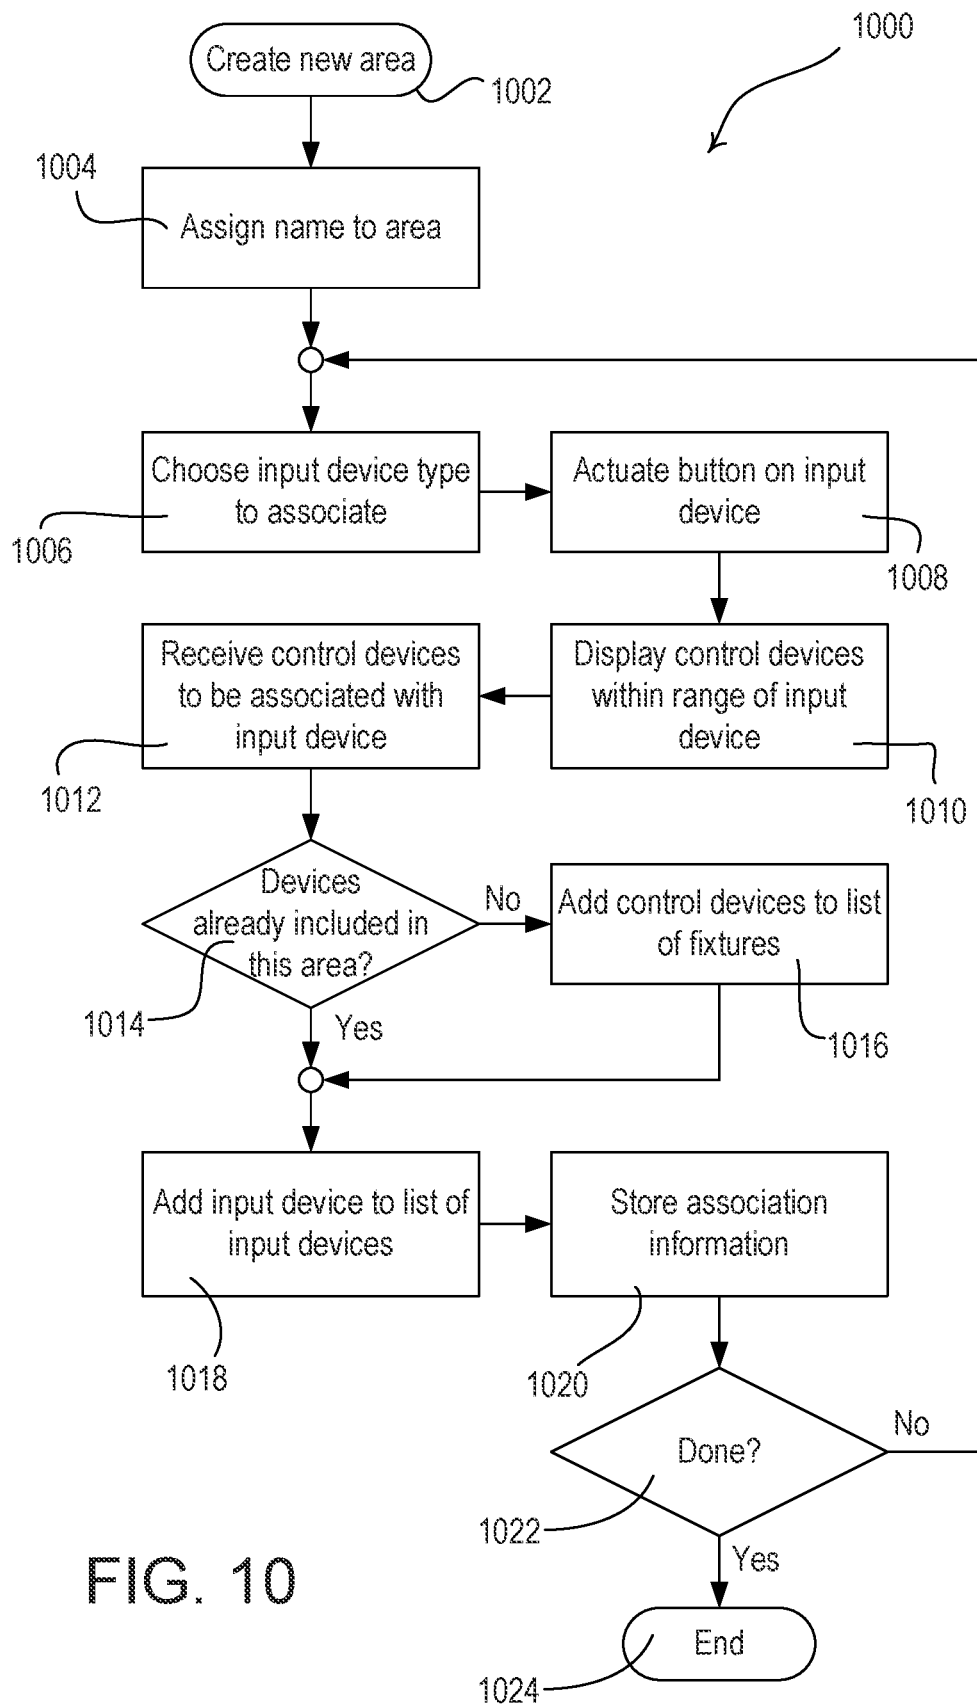 1000
Create new area
1002
1004
Assign name to area
Choose input device type
to associate
1006
Actuate button on input
device
1008
Receive control devices
to be associated with
input device
1012
Display control devices
within range of input
device
1010
Devices
already included in
this area?
1014
No
Yes
Add control devices to list
of fixtures
1016
Add input device to list of
input devices
1018
Store association
information
1020
Done?
1022
No
Yes
End
1024
FIG. 10